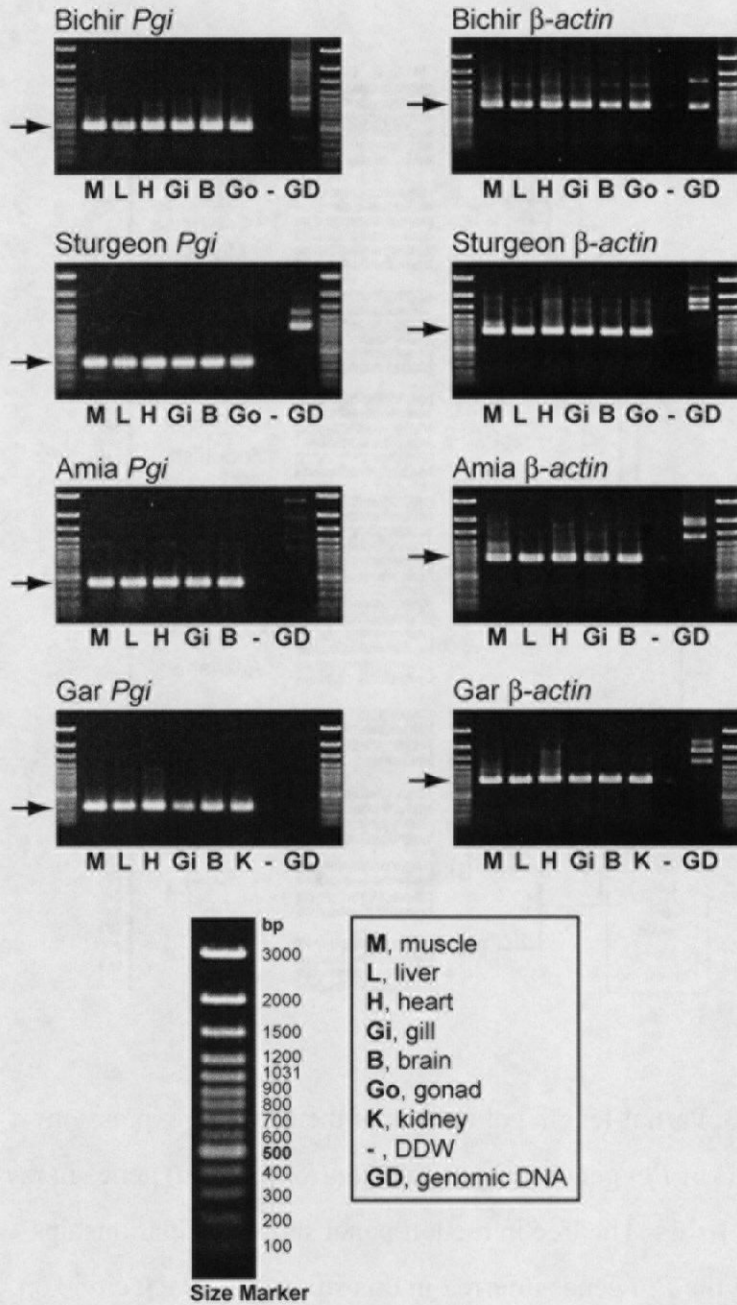 Bichir Pgi
Bichir β-actin
M L H Gi B Go - GD
M L H Gi B Go - GD
Sturgeon Pgi
Sturgeon β-actin
M L H Gi B Go - GD
M L H Gi B Go - GD
Amia Pgi
Amia β-actin
M L H Gi B - GD
M L H Gi B - GD
Gar Pgi
Gar β-actin
M L H Gi B K - GD
M L H Gi B K - GD
bp
3000
2000
1500
1200
1031
900
800
700
600
500
400
300
200
100
Size Marker
M, muscle
L, liver
H, heart
Gi, gill
B, brain
Go, gonad
K, kidney
- , DDW
GD, genomic DNA